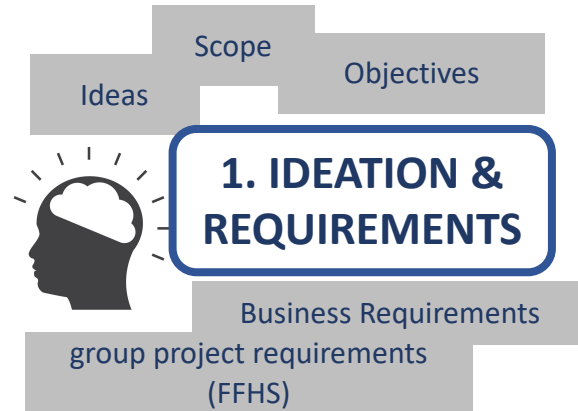 Scope
Ideas
Objectives
1. IDEATION &
REQUIREMENTS
Business Requirements
group project requirements
(FFHS)